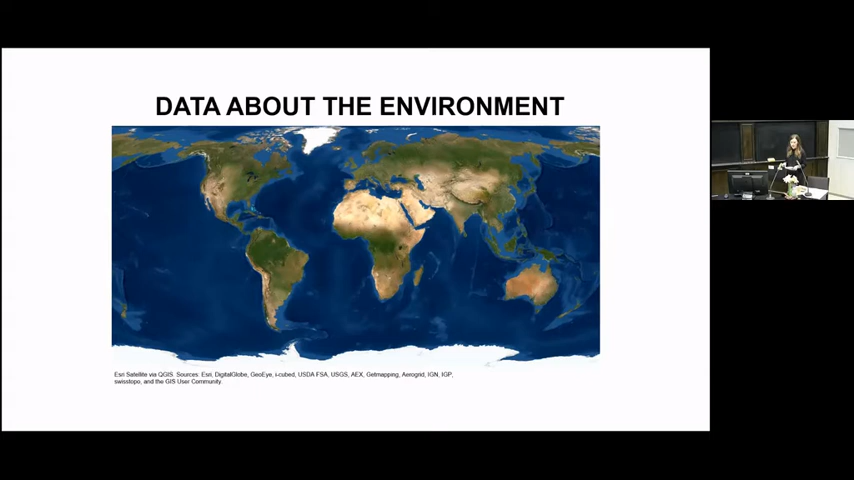 DATA ABOUT THE ENVIRONMENT
Esri Satellite via QGIS. Sources: Esri, DigitalGlobe, GeoEye, i-cubed, USDA FSA, USGS, AEX, Getmapping, Aerogrid, IGN, IGP,
swisstopo, and the GIS User Community.